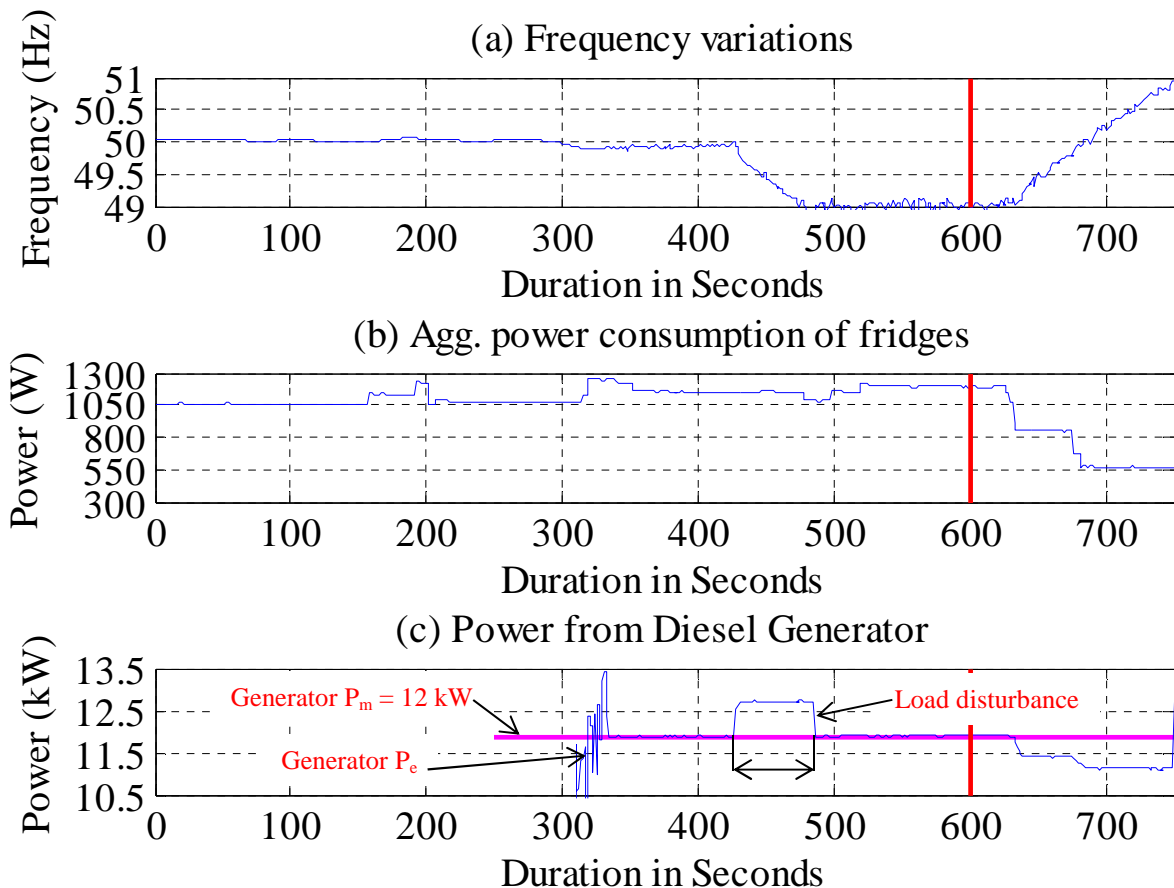 (a) Frequency variations
Frequency (Hz)
51
50.5
50
49.5
49
0 100 200 300 400 500 600 700
Duration in Seconds
(b) Agg. power consumption of fridges
Power (W)
1300
1050
800
550
300
0 100 200 300 400 500 600 700
Duration in Seconds
(c) Power from Diesel Generator
Power (kW)
13.5
12.5
11.5
10.5
Generator Pm = 12 kW
Load disturbance
Generator Pe
0 100 200 300 400 500 600 700
Duration in Seconds